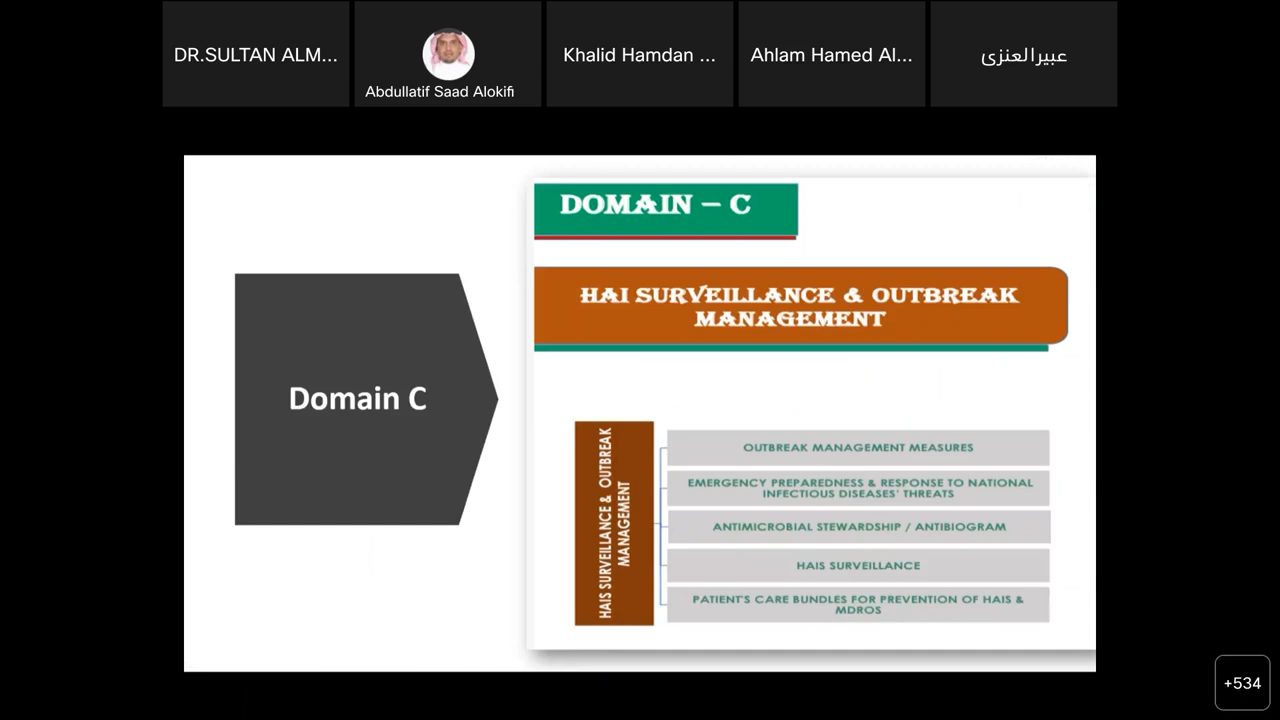 DR.SULTAN ALM...
Abdullatif Saad Alokifi
Khalid Hamdan ...
Ahlam Hamed Al...
عبيرالعنزى
DOMAIN – C
HAI SURVEILLANCE & OUTBREAK
MANAGEMENT
Domain C
HAIS SURVEILLANCE & OUTBREAK
MANAGEMENT
OUTBREAK MANAGEMENT MEASURES
EMERGENCY PREPAREDNESS & RESPONSE TO NATIONAL
INFECTIOUS DISEASES' THREATS
ANTIMICROBIAL STEWARDSHIP / ANTIBIOGRAM
HAIS SURVEILLANCE
PATIENT'S CARE BUNDLES FOR PREVENTION OF HAIS &
MDROS
+534